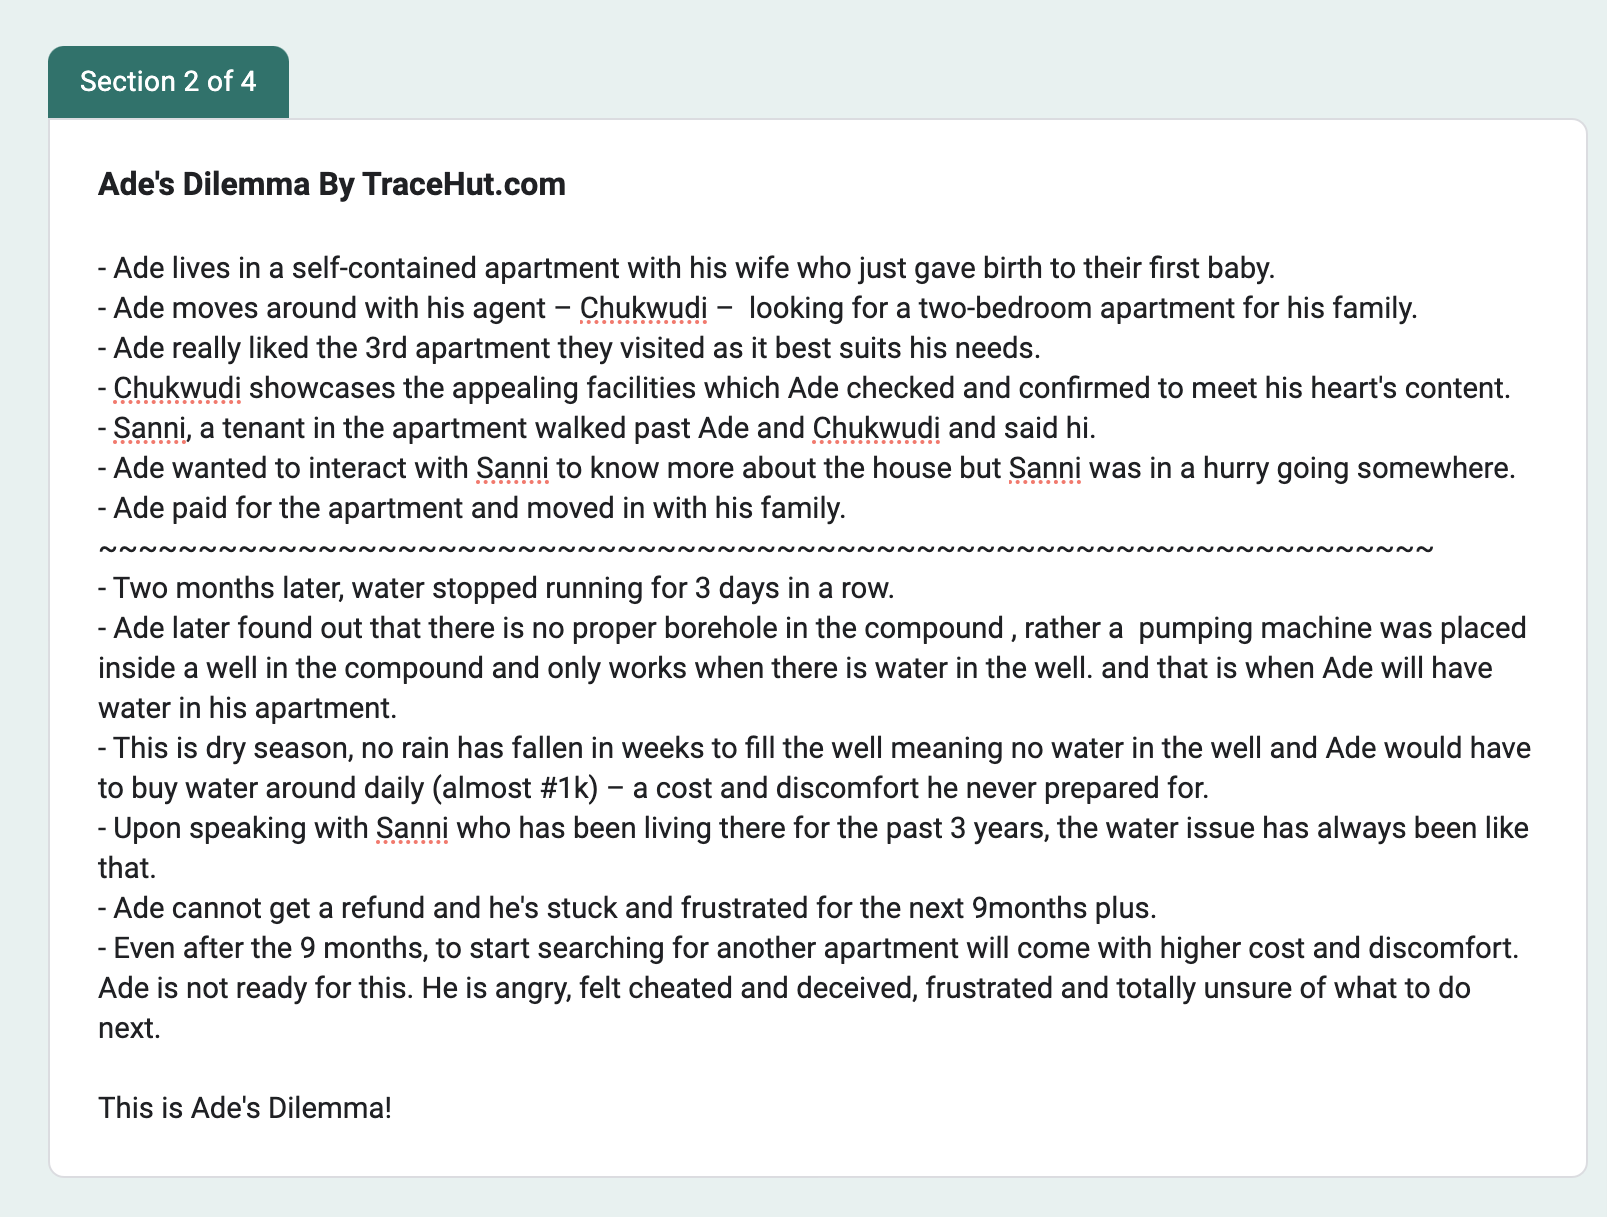 Section 2 of 4
Ade's Dilemma By TraceHut.com
- Ade lives in a self-contained apartment with his wife who just gave birth to their first baby.
- Ade moves around with his agent – Chukwudi –  looking for a two-bedroom apartment for his family.
- Ade really liked the 3rd apartment they visited as it best suits his needs.
- Chukwudi showcases the appealing facilities which Ade checked and confirmed to meet his heart's content.
- Sanni, a tenant in the apartment walked past Ade and Chukwudi and said hi.
- Ade wanted to interact with Sanni to know more about the house but Sanni was in a hurry going somewhere.
- Ade paid for the apartment and moved in with his family.
~~~~~~~~~~~~~~~~~~~~~~~~~~~~~~~~~~~~~~~~~~~~~~~~~~~~~~~~~~~~~~~~~~~
- Two months later, water stopped running for 3 days in a row.
- Ade later found out that there is no proper borehole in the compound , rather a  pumping machine was placed
inside a well in the compound and only works when there is water in the well. and that is when Ade will have
water in his apartment.
- This is dry season, no rain has fallen in weeks to fill the well meaning no water in the well and Ade would have
to buy water around daily (almost #1k) – a cost and discomfort he never prepared for.
- Upon speaking with Sanni who has been living there for the past 3 years, the water issue has always been like
that.
- Ade cannot get a refund and he's stuck and frustrated for the next 9months plus.
- Even after the 9 months, to start searching for another apartment will come with higher cost and discomfort.
Ade is not ready for this. He is angry, felt cheated and deceived, frustrated and totally unsure of what to do
next.
This is Ade's Dilemma!